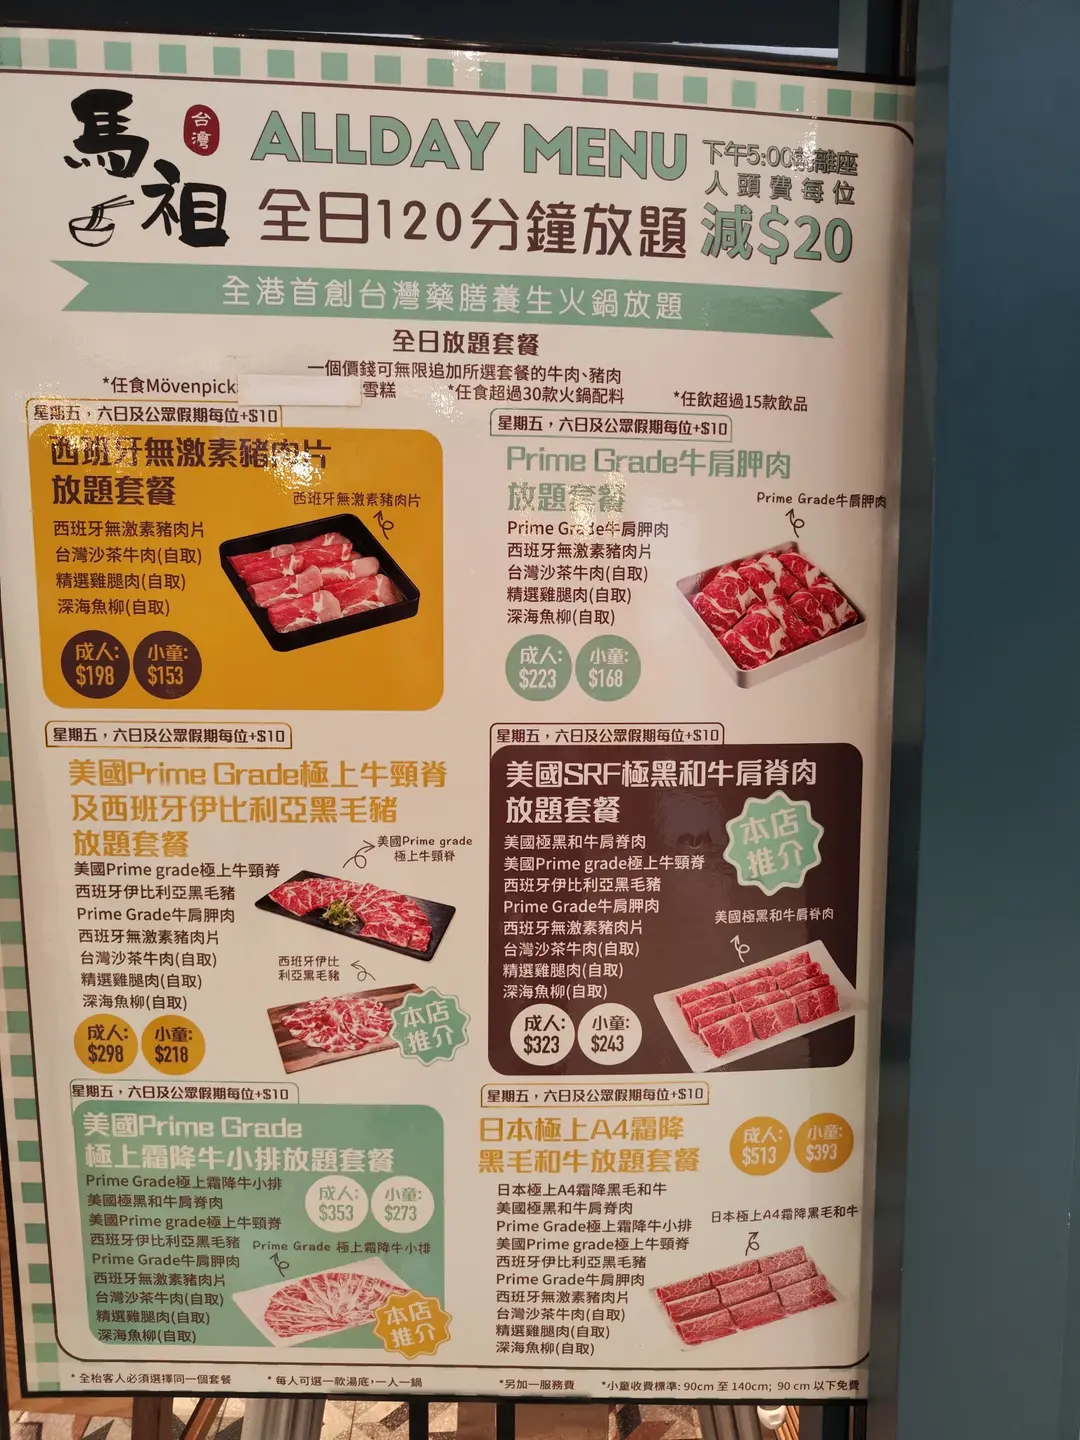 馬祖
台灣
ALLDAY MENU
全日120分鐘放題
下午5:00前離座
人頭費每位
減$20
全港首創台灣藥膳養生火鍋放題
全日放題套餐
一個價錢可無限追加所選套餐的牛肉、豬肉
*任食Mövenpick 雪糕 *任食超過30款火鍋配料 *任飲超過15款飲品
星期五，六日及公眾假期每位+$10
西班牙無激素豬肉片
放題套餐
西班牙無激素豬肉片
西班牙無激素豬肉片
台灣沙茶牛肉(自取)
精選雞腿肉(自取)
深海魚柳(自取)
成人:
$198
小童:
$153
星期五，六日及公眾假期每位+$10
Prime Grade牛肩胛肉
放題套餐
Prime Grade牛肩胛肉
Prime Grade牛肩胛肉
西班牙無激素豬肉片
台灣沙茶牛肉(自取)
精選雞腿肉(自取)
深海魚柳(自取)
成人:
$223
小童:
$168
星期五，六日及公眾假期每位+$10
美國Prime Grade極上牛頸脊
及西班牙伊比利亞黑毛豬
放題套餐
美國Prime grade
極上牛頸脊
美國Prime grade極上牛頸脊
西班牙伊比利亞黑毛豬
Prime Grade牛肩胛肉
西班牙無激素豬肉片
台灣沙茶牛肉(自取)
精選雞腿肉(自取)
深海魚柳(自取)
西班牙伊比
利亞黑毛豬
本店
推介
成人:
$298
小童:
$218
星期五，六日及公眾假期每位+$10
美國SRF極黑和牛肩脊肉
放題套餐
美國極黑和牛肩脊肉
美國Prime grade極上牛頸脊
西班牙伊比利亞黑毛豬
Prime Grade牛肩胛肉
西班牙無激素豬肉片
台灣沙茶牛肉(自取)
精選雞腿肉(自取)
深海魚柳(自取)
本店
推介
美國極黑和牛肩脊肉
成人:
$323
小童:
$243
星期五，六日及公眾假期每位+$10
美國Prime Grade
極上霜降牛小排放題套餐
Prime Grade極上霜降牛小排
美國極黑和牛肩脊肉
美國Prime grade極上牛頸脊
西班牙伊比利亞黑毛豬
Prime Grade牛肩胛肉
西班牙無激素豬肉片
台灣沙茶牛肉(自取)
精選雞腿肉(自取)
深海魚柳(自取)
成人:
$353
小童:
$273
Prime Grade 極上霜降牛小排
本店
推介
星期五，六日及公眾假期每位+$10
日本極上A4霜降
黑毛和牛放題套餐
成人:
$513
小童:
$393
日本極上A4霜降黑毛和牛
美國極黑和牛肩脊肉
Prime Grade極上霜降牛小排
美國Prime grade極上牛頸脊
西班牙伊比利亞黑毛豬
Prime Grade牛肩胛肉
西班牙無激素豬肉片
台灣沙茶牛肉(自取)
精選雞腿肉(自取)
深海魚柳(自取)
日本極上A4霜降黑毛和牛
* 全枱客人必須選擇同一個套餐 * 每人可選一款湯底,一人一鍋 *另加一服務費 *小童收費標準: 90cm 至 140cm; 90 cm 以下免費